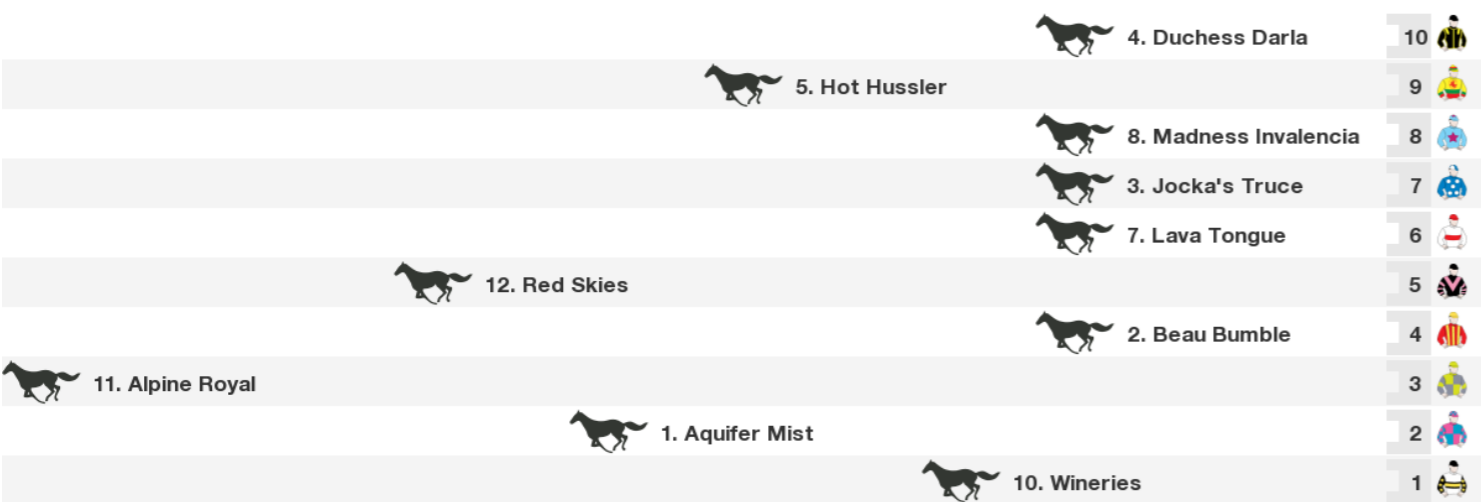 4. Duchess Darla 10
5. Hot Hussler 9
8. Madness Invalencia 8
3. Jocka's Truce 7
7. Lava Tongue 6
12. Red Skies 5
2. Beau Bumble 4
11. Alpine Royal 3
1. Aquifer Mist 2
10. Wineries 1